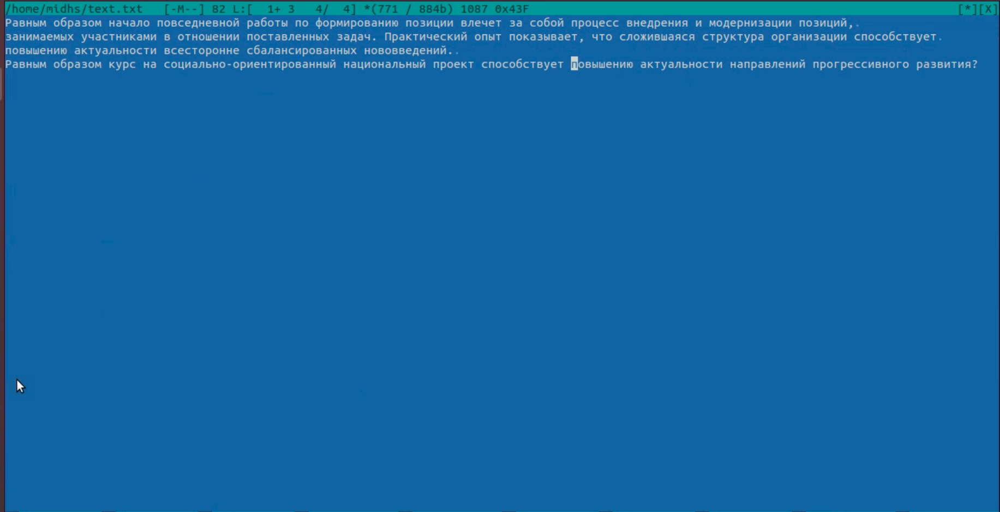 /home/midhs/text.txt   [-M--] 82 L:[  1+ 3   4/  4] *(771 / 884b) 1087 0x43F [*][X]
Равным образом начало повседневной работы по формированию позиции влечет за собой процесс внедрения и модернизации позиций,.
занимаемых участниками в отношении поставленных задач. Практический опыт показывает, что сложившаяся структура организации способствует.
повышению актуальности всесторонне сбалансированных нововведений..
Равным образом курс на социально-ориентированный национальный проект способствует повышению актуальности направлений прогрессивного развития?